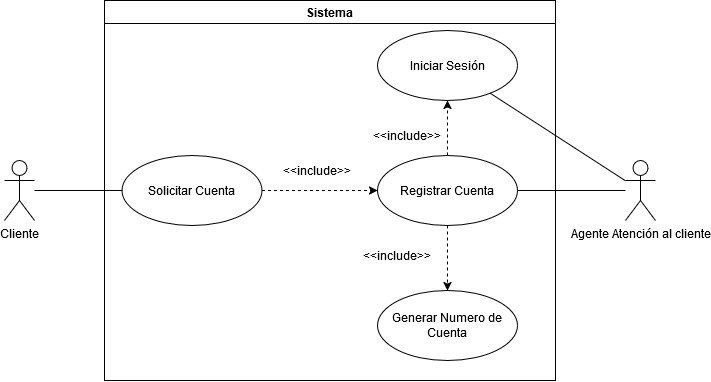 Sistema
Iniciar Sesión
<<include>>
<<include>>
Solicitar Cuenta
Registrar Cuenta
Cliente
Agente Atención al cliente
<<include>>
Generar Numero de
Cuenta